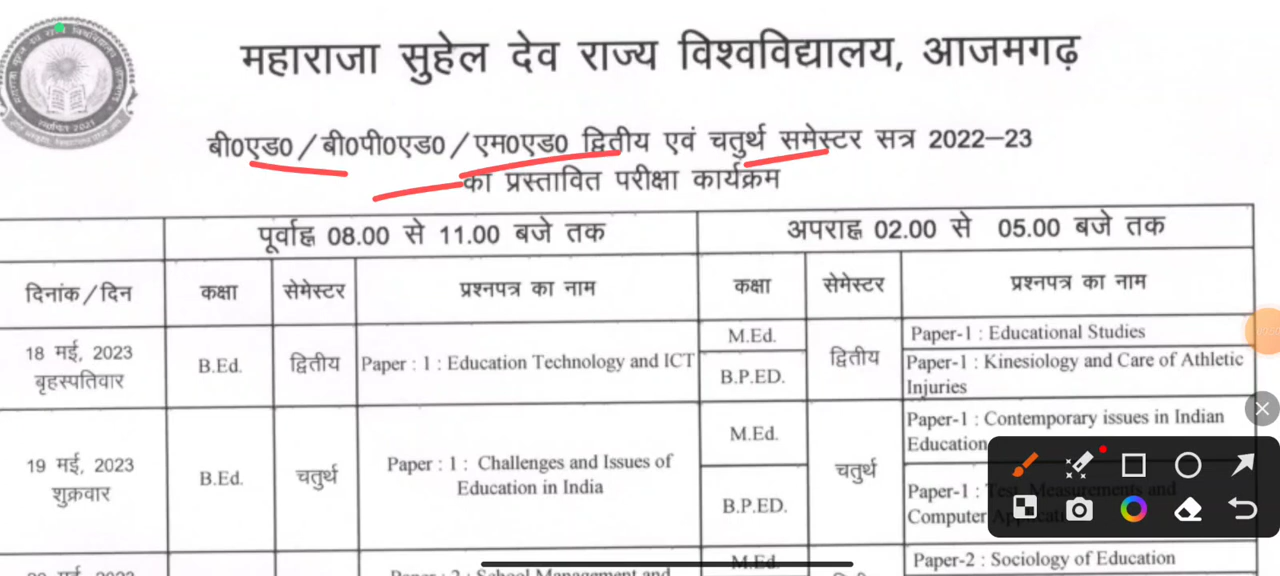 महाराजा सुहेल देव राज्य विश्वविद्यालय, आजमगढ़
बी0एड0 / बी0पी0एड0 / एम0एड0 द्वितीय एवं चतुर्थ समेस्टर सत्र 2022–23
का प्रस्तावित परीक्षा कार्यक्रम
पूर्वाह्न 08.00 से 11.00 बजे तक
अपराह्न 02.00 से 05.00 बजे तक
दिनांक / दिन
कक्षा
सेमेस्टर
प्रश्नपत्र का नाम
कक्षा
सेमेस्टर
प्रश्नपत्र का नाम
18 मई, 2023
बृहस्पतिवार
B.Ed.
द्वितीय
Paper : 1 : Education Technology and ICT
M.Ed.
B.P.ED.
द्वितीय
Paper-1 : Educational Studies
Paper-1 : Kinesiology and Care of Athletic
Injuries
19 मई, 2023
शुक्रवार
B.Ed.
चतुर्थ
Paper : 1 : Challenges and Issues of
Education in India
M.Ed.
B.P.ED.
चतुर्थ
Paper-1 : Contemporary issues in Indian
Education
Paper-1 : Test, Measurements and
Computer
M.Ed.
Paper-2 : Sociology of Education